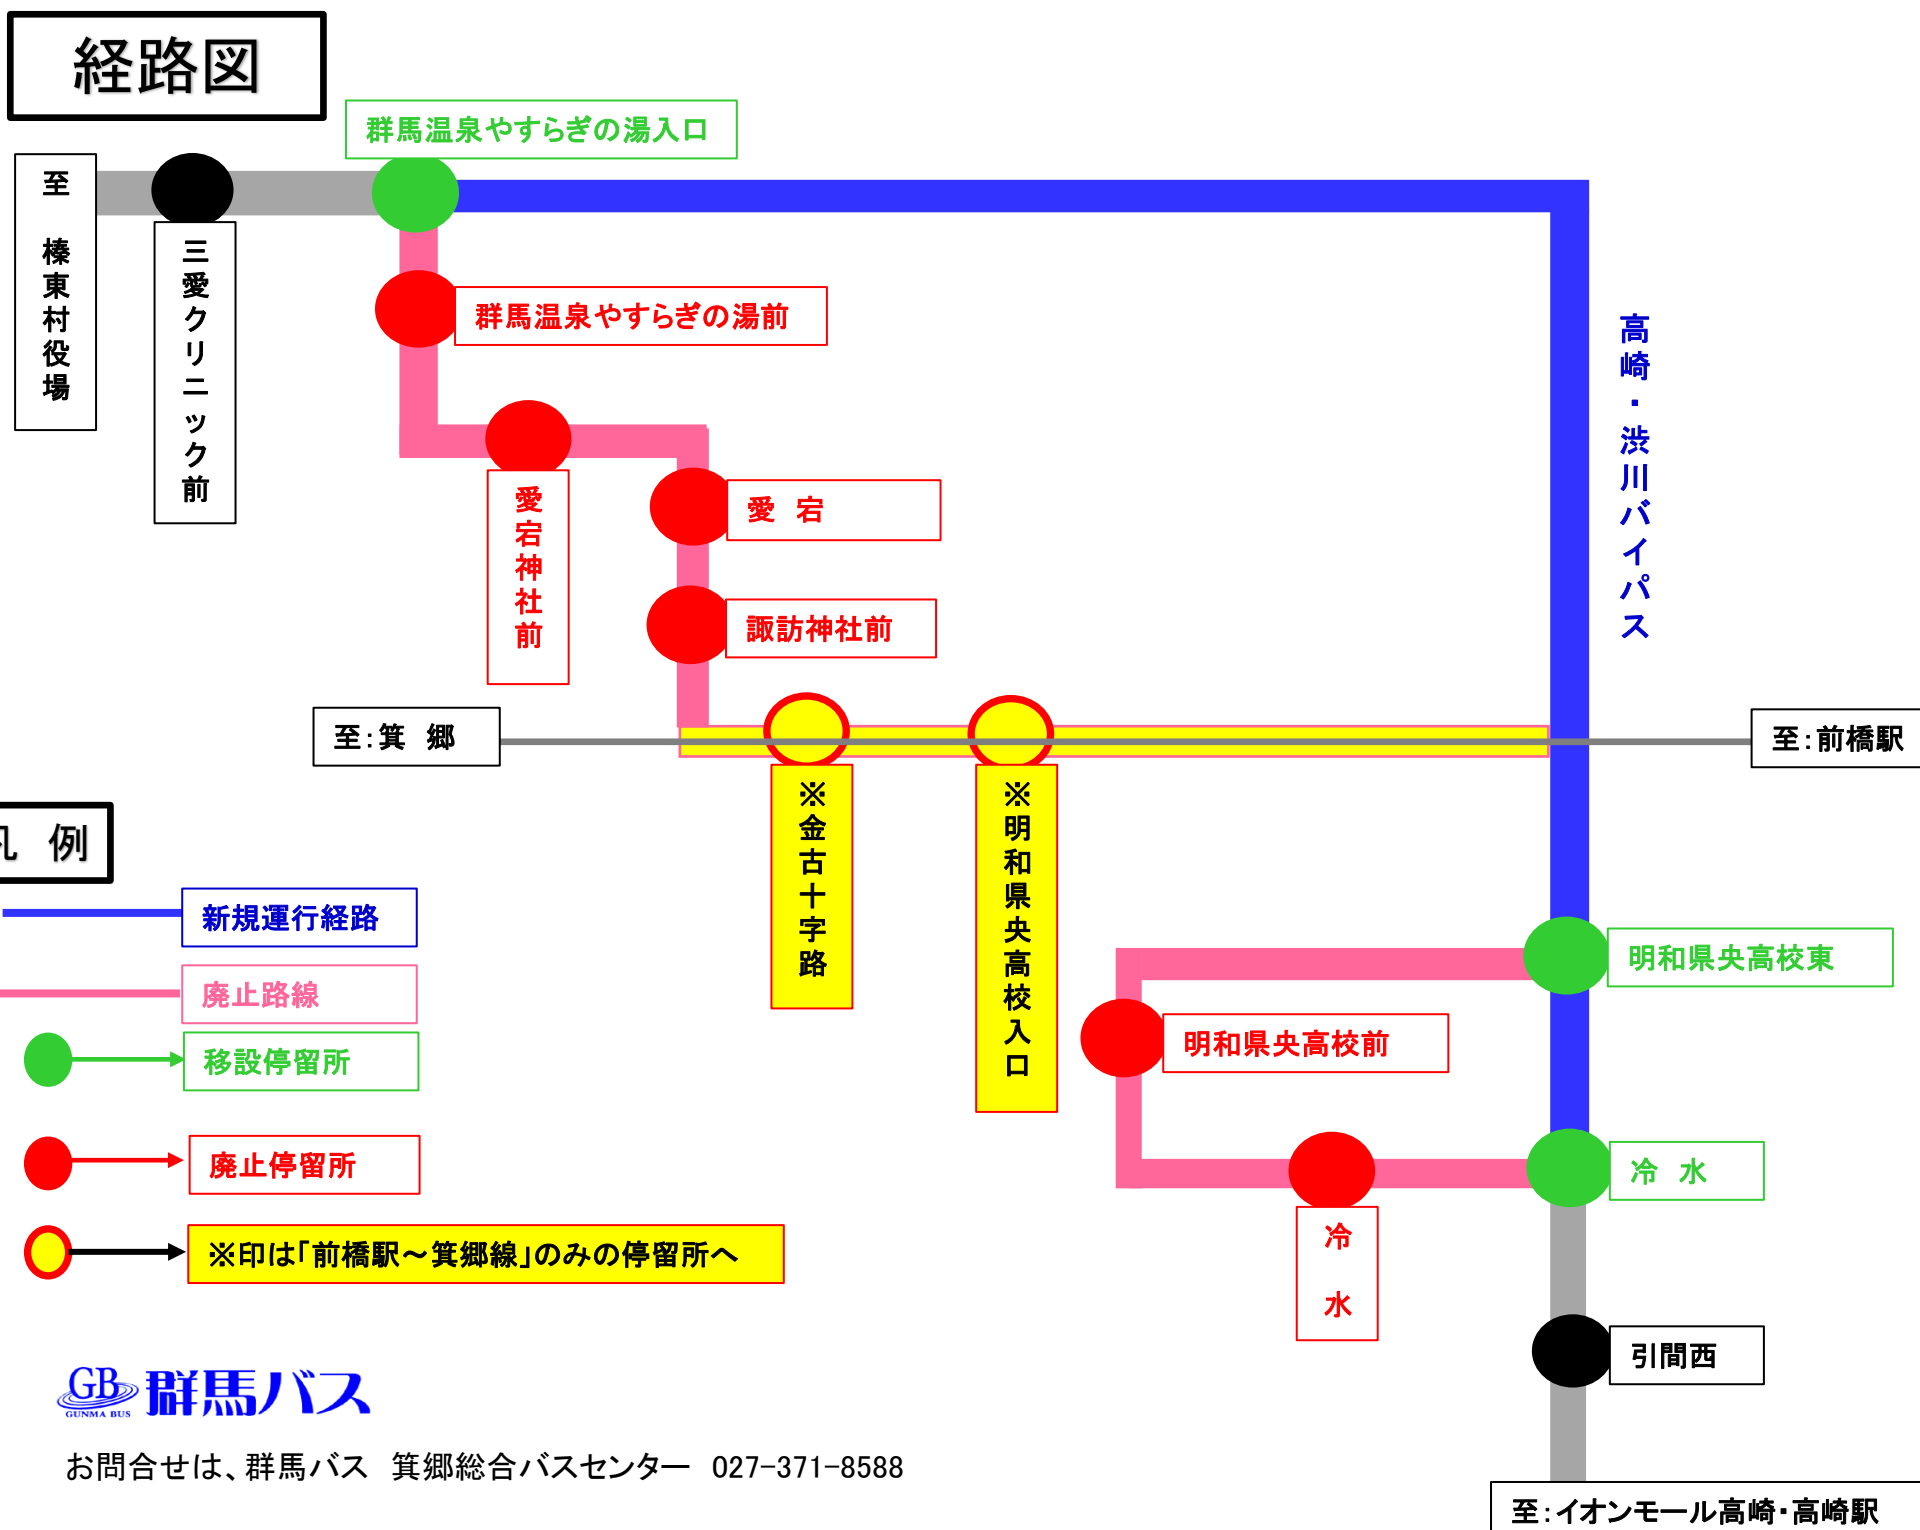 経路図
群馬温泉やすらぎの湯入口
至　榛東村役場
三愛クリニック前
群馬温泉やすらぎの湯前
高崎・渋川バイパス
愛宕神社前
愛　宕
諏訪神社前
至:箕　郷
至:前橋駅
※金古十字路
※明和県央高校入口
凡　例
新規運行経路
廃止路線
移設停留所
廃止停留所
※印は｢前橋駅～箕郷線｣のみの停留所へ
明和県央高校東
明和県央高校前
冷　水
冷　水
引間西
GB
GUNMA BUS
群馬バス
お問合せは、群馬バス　箕郷総合バスセンター　027-371-8588
至:イオンモール高崎・高崎駅